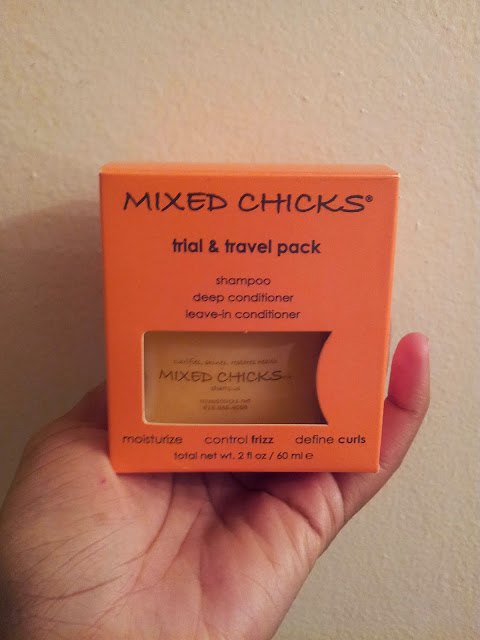 MIXED CHICKS®
trial & travel pack
shampoo
deep conditioner
leave-in conditioner
MIXED CHICKS
shampoo
moisturize control frizz define curls
total net wt. 2 fl oz / 60 ml e